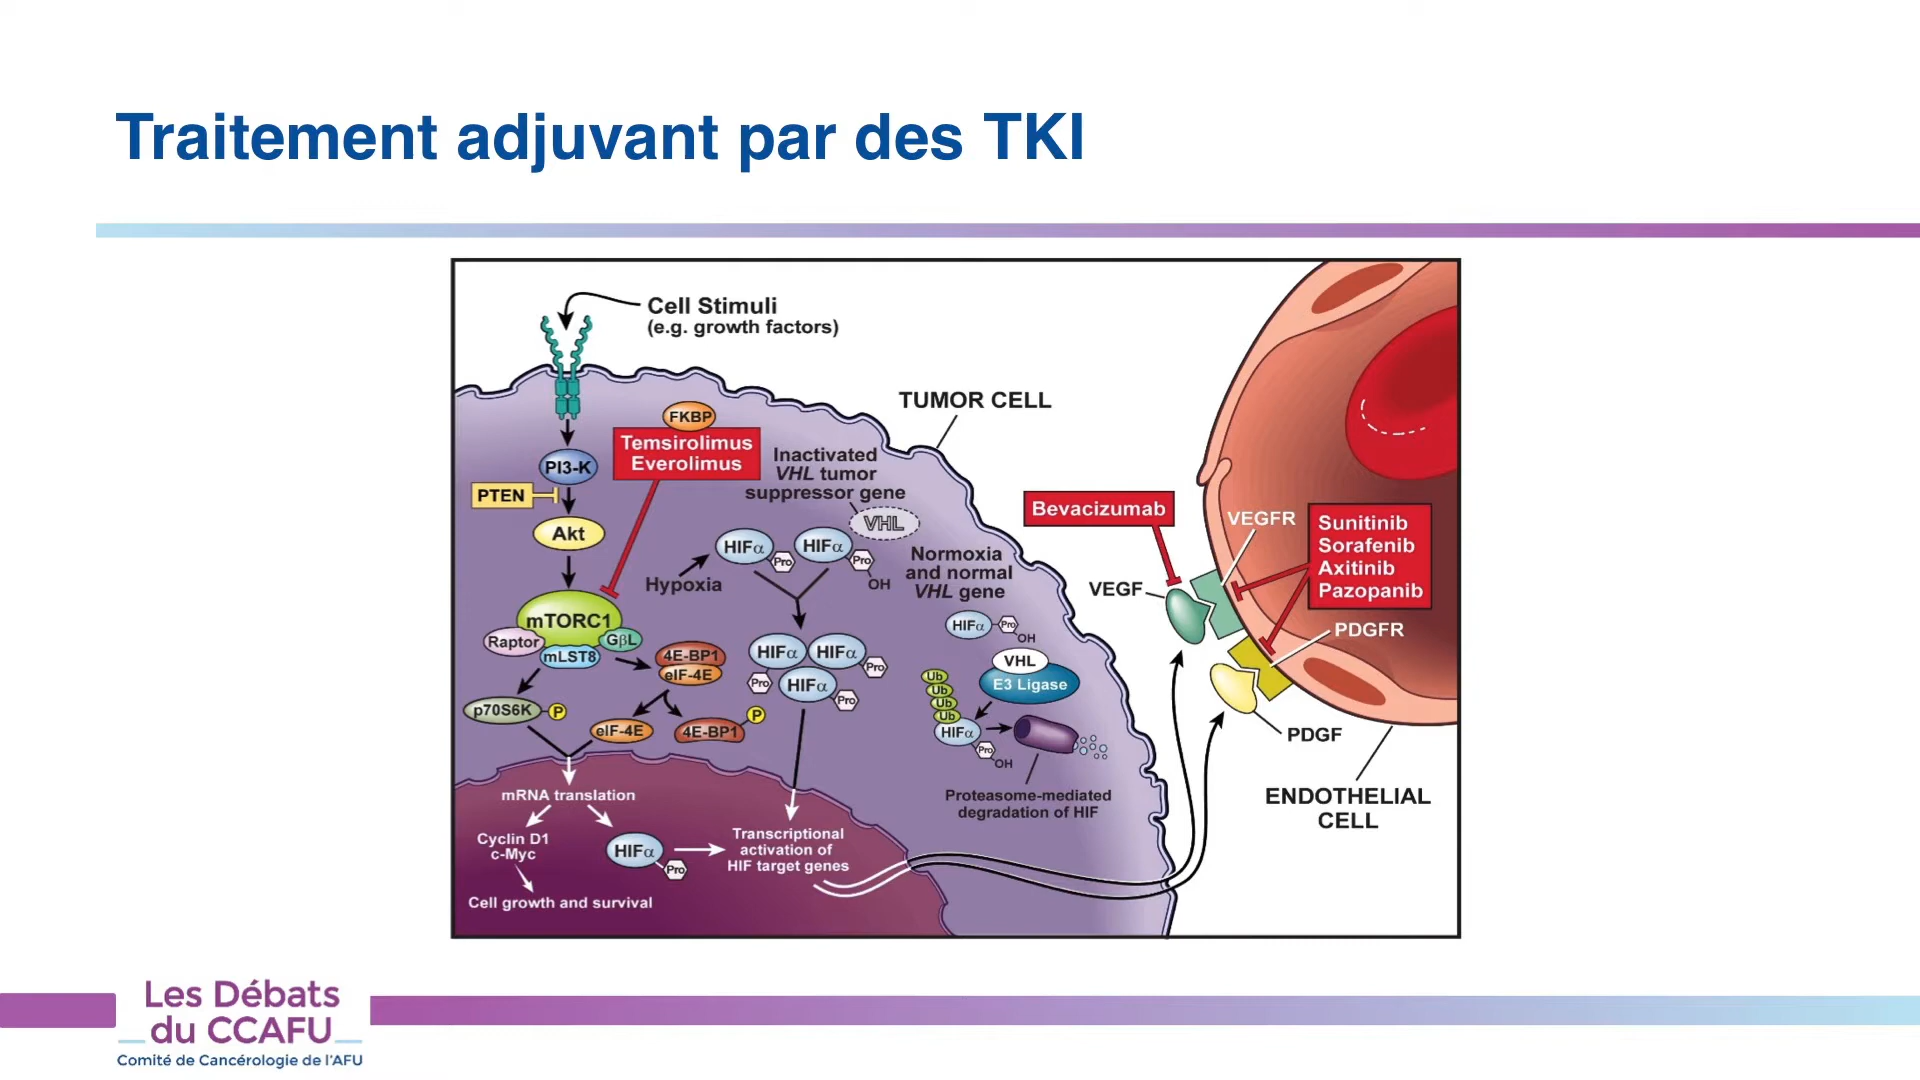 Traitement adjuvant par des TKI
Cell Stimuli
(e.g. growth factors)
TUMOR CELL
FKBP
Temsirolimus
Everolimus
Inactivated
VHL tumor
suppressor gene
VHL
PI3-K
PTEN
Akt
HIFα
Pro
HIFα
Pro
OH
Hypoxia
Normoxia
and normal
VHL gene
HIFα
Pro
OH
VHL
E3 Ligase
Ub
Ub
Ub
Ub
HIFα
Pro
OH
Proteasome-mediated
degradation of HIF
mTORC1
Raptor
GβL
mLST8
4E-BP1
eIF-4E
p70S6K
P
eIF-4E
4E-BP1
P
HIFα
HIFα
Pro
Pro
HIFα
Pro
mRNA translation
Cyclin D1
c-Myc
HIFα
Pro
Transcriptional
activation of
HIF target genes
Cell growth and survival
Bevacizumab
VEGFR
Sunitinib
Sorafenib
Axitinib
Pazopanib
VEGF
PDGFR
PDGF
ENDOTHELIAL
CELL
Les Débats
du CCAFU
Comité de Cancérologie de l'AFU